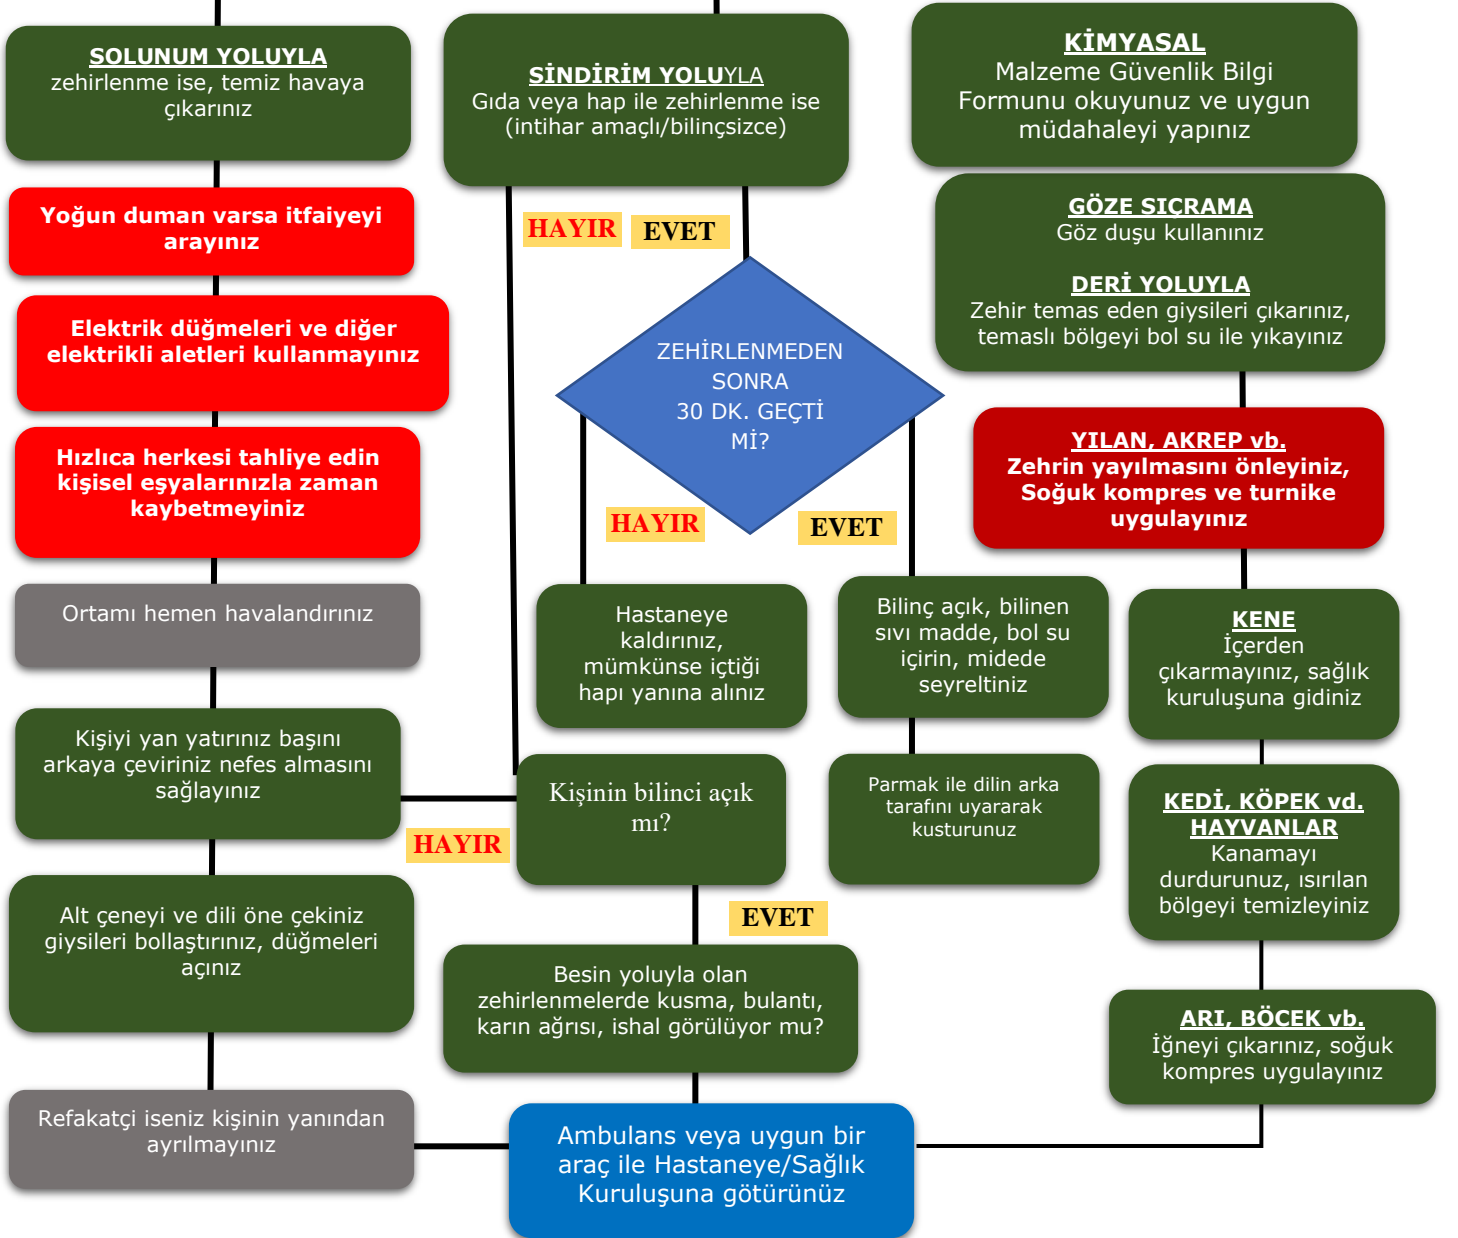 SOLUNUM YOLUYLA
zehirlenme ise, temiz havaya
çıkarınız
Yoğun duman varsa itfaiyeyi
arayınız
Elektrik düğmeleri ve diğer
elektrikli aletleri kullanmayınız
Hızlıca herkesi tahliye edin
kişisel eşyalarınızla zaman
kaybetmeyiniz
Ortamı hemen havalandırınız
Kişiyi yan yatırınız başını
arkaya çeviriniz nefes almasını
sağlayınız
HAYIR
Alt çeneyi ve dili öne çekiniz
giysileri bollaştırınız, düğmeleri
açınız
Refakatçi iseniz kişinin yanından
ayrılmayınız
SİNDİRİM YOLUYLA
Gıda veya hap ile zehirlenme ise
(intihar amaçlı/bilinçsizce)
HAYIR
EVET
ZEHİRLENMEDEN
SONRA
30 DK. GEÇTİ
Mİ?
HAYIR
EVET
Hastaneye
kaldırınız,
mümkünse içtiği
hapı yanına alınız
Bilinç açık, bilinen
sıvı madde, bol su
içirin, midede
seyreltiniz
Parmak ile dilin arka
tarafını uyararak
kusturunuz
Kişinin bilinci açık
mı?
EVET
Besin yoluyla olan
zehirlenmelerde kusma, bulantı,
karın ağrısı, ishal görülüyor mu?
Ambulans veya uygun bir
araç ile Hastaneye/Sağlık
Kuruluşuna götürünüz
KİMYASAL
Malzeme Güvenlik Bilgi
Formunu okuyunuz ve uygun
müdahaleyi yapınız
GÖZE SIÇRAMA
Göz duşu kullanınız
DERİ YOLUYLA
Zehir temas eden giysileri çıkarınız,
temaslı bölgeyi bol su ile yıkayınız
YILAN, AKREP vb.
Zehrin yayılmasını önleyiniz,
Soğuk kompres ve turnike
uygulayınız
KENE
İçerden
çıkarmayınız, sağlık
kuruluşuna gidiniz
KEDİ, KÖPEK vd.
HAYVANLAR
Kanamayı
durdurunuz, ısırılan
bölgeyi temizleyiniz
ARI, BÖCEK vb.
İğneyi çıkarınız, soğuk
kompres uygulayınız